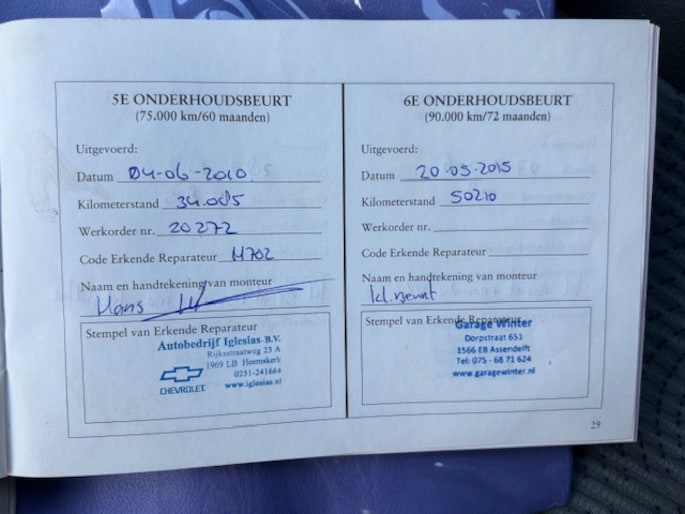 5E ONDERHOUDSBEURT
(75.000 km/60 maanden)
Uitgevoerd:
Datum 04-06-2010
Kilometerstand 34.085
Werkorder nr. 20272
Code Erkende Reparateur M702
Naam en handtekening van monteur
Hans
Stempel van Erkende Reparateur
Autobedrijf Iglesias B.V.
Rijksstraatweg 23 A
1969 LB Heemskerk
0251-241664
www.iglesias.nl
CHEVROLET
6E ONDERHOUDSBEURT
(90.000 km/72 maanden)
Uitgevoerd:
Datum 20-05-2015
Kilometerstand 50210
Werkorder nr.
Code Erkende Reparateur
Naam en handtekening van monteur
Stempel van Erkende Reparateur
Garage Winter
Dorpstraat 651
1566 EB Assendelft
Tel: 075 - 68 71 624
www.garagewinter.nl
29